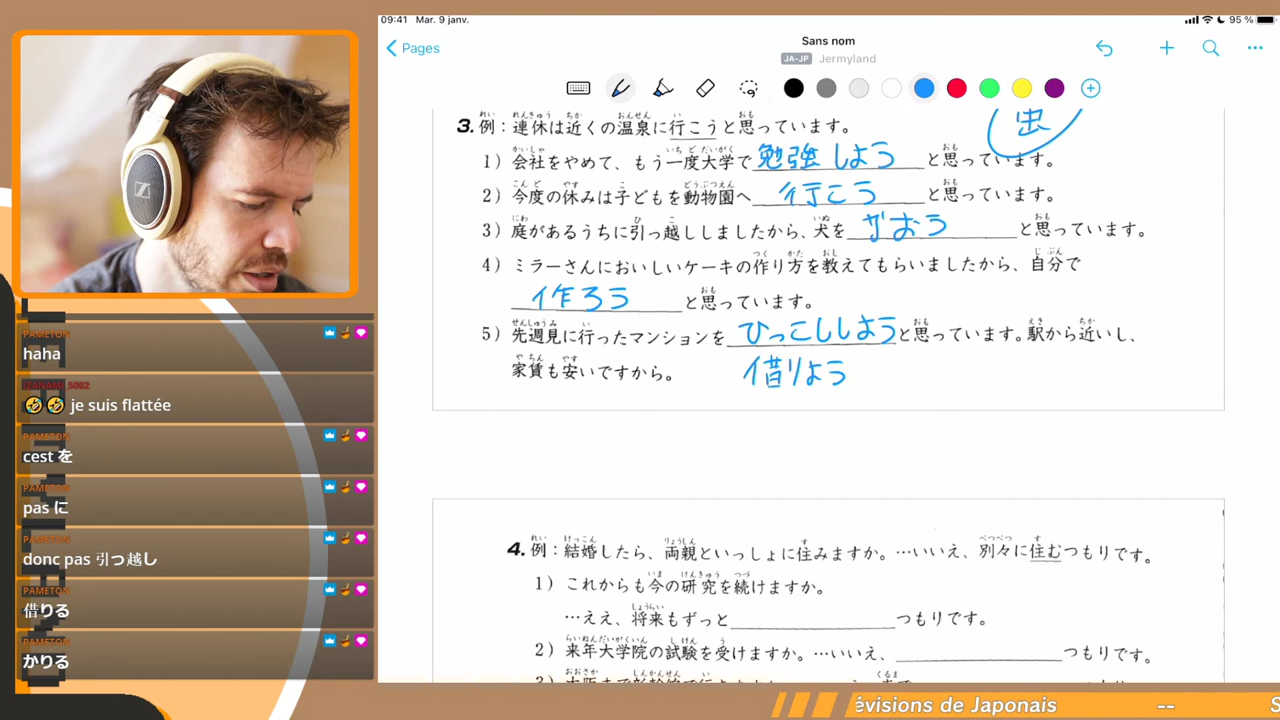 09:41 Mar. 9 janv.
95 %
Pages
Sans nom
JA-JP Jermyland
3. 例：連休は近くの温泉に行こうと思っています。
虫
1）会社をやめて、もう一度大学で勉強しようと思っています。
2）今度の休みは子どもを動物園へ行こうと思っています。
3）庭があるうちに引っ越ししましたから、犬をかおうと思っています。
4）ミラーさんにおいしいケーキの作り方を教えてもらいましたから、自分で
作ろうと思っています。
5）先週見に行ったマンションをひっこししようと思っています。駅から近いし、
家賃も安いですから。
借りよう
4. 例：結婚したら、両親といっしょに住みますか。…いいえ、別々に住むつもりです。
1）これからも今の研究を続けますか。
…ええ、将来もずっと つもりです。
2）来年大学院の試験を受けますか。…いいえ、 つもりです。
PAMETON
haha
IZANAMI_5002
🤣🤣 je suis flattée
PAMETON
cest を
PAMETON
pas に
PAMETON
donc pas 引っ越し
PAMETON
借りる
PAMETON
かりる
évisions de Japonais -- S